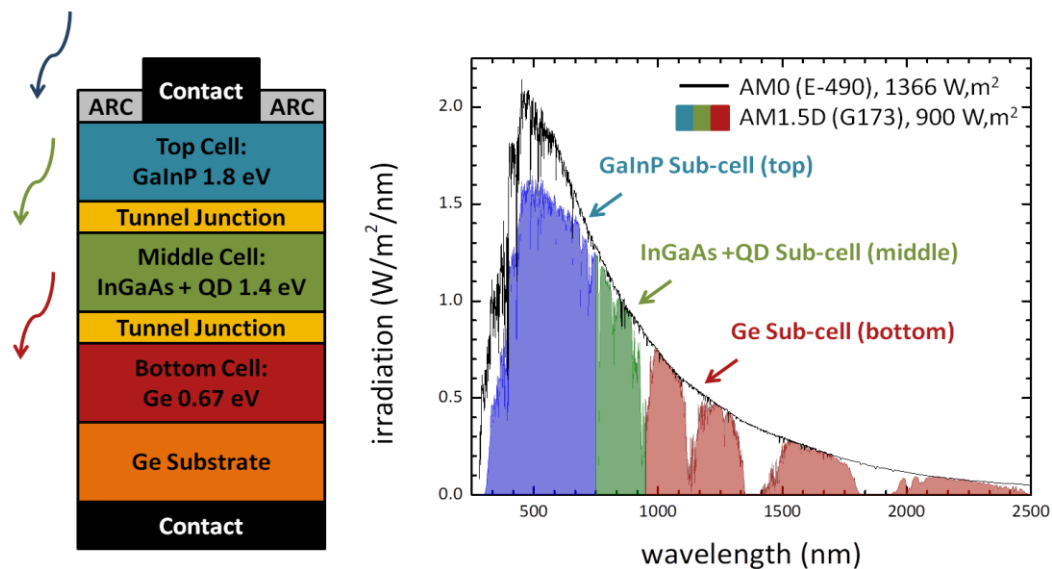 Contact
ARC
ARC
Top Cell:
GaInP 1.8 eV
Tunnel Junction
Middle Cell:
InGaAs + QD 1.4 eV
Tunnel Junction
Bottom Cell:
Ge 0.67 eV
Ge Substrate
Contact
irradiation (W/m²/nm)
2.0
1.5
1.0
0.5
0.0
AM0 (E-490), 1366 W,m²
AM1.5D (G173), 900 W,m²
GaInP Sub-cell (top)
InGaAs +QD Sub-cell (middle)
Ge Sub-cell (bottom)
500 1000 1500 2000 2500
wavelength (nm)